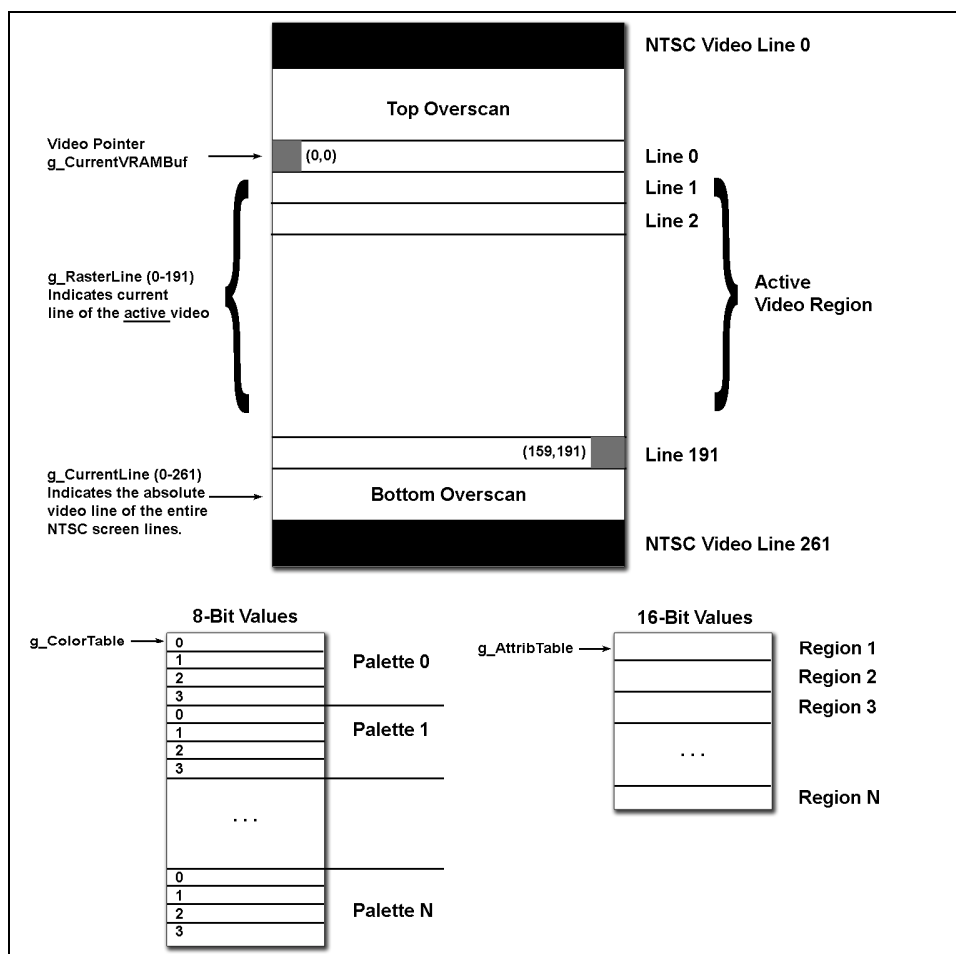 NTSC Video Line 0
Top Overscan
Video Pointer
g_CurrentVRAMBuf
(0,0)
Line 0
Line 1
Line 2
g_RasterLine (0-191)
Indicates current
line of the active video
Active
Video Region
(159,191)
Line 191
g_CurrentLine (0-261)
Indicates the absolute
video line of the entire
NTSC screen lines.
Bottom Overscan
NTSC Video Line 261
8-Bit Values
g_ColorTable
0
1
2
3
Palette 0
0
1
2
3
Palette 1
. . .
0
1
2
3
Palette N
16-Bit Values
g_AttribTable
Region 1
Region 2
Region 3
. . .
Region N